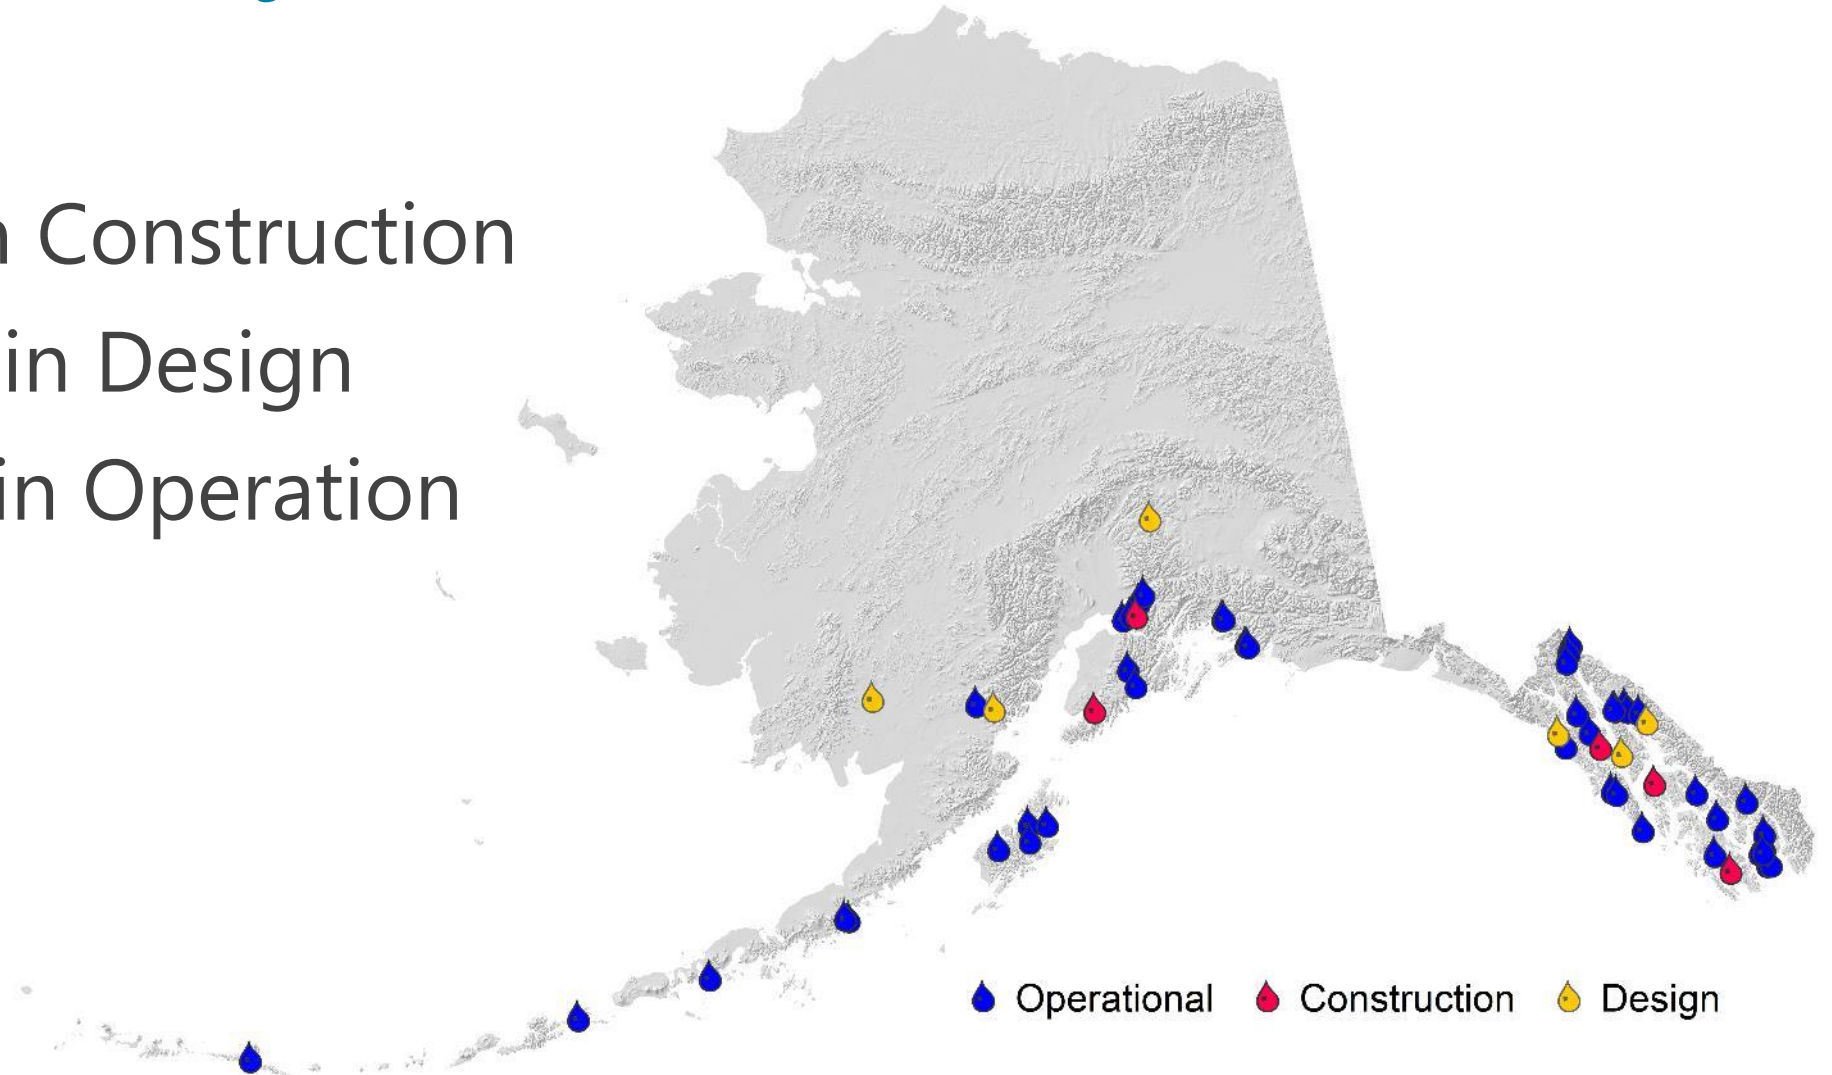 Construction
in Design
in Operation
Operational Construction Design